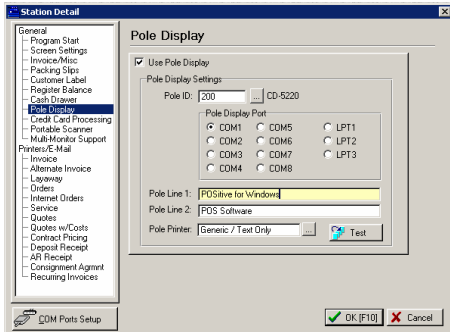 Station Detail
General
Program Start
Screen Settings
Invoice/Misc
Packing Slips
Customer Label
Register Balance
Cash Drawer
Pole Display
Credit Card Processing
Portable Scanner
Multi-Monitor Support
Printers/E-Mail
Invoice
Alternate Invoice
Layaway
Orders
Internet Orders
Service
Quotes
Quotes w/Costs
Contract Pricing
Deposit Receipt
AR Receipt
Consignment Agrmnt
Recurring Invoices
COM Ports Setup
Pole Display
Use Pole Display
Pole Display Settings
Pole ID: 200 ... CD-5220
Pole Display Port
COM1 COM5 LPT1
COM2 COM6 LPT2
COM3 COM7 LPT3
COM4 COM8
Pole Line 1: POSitive for Windows
Pole Line 2: POS Software
Pole Printer: Generic / Text Only ... Test
OK [F10] Cancel